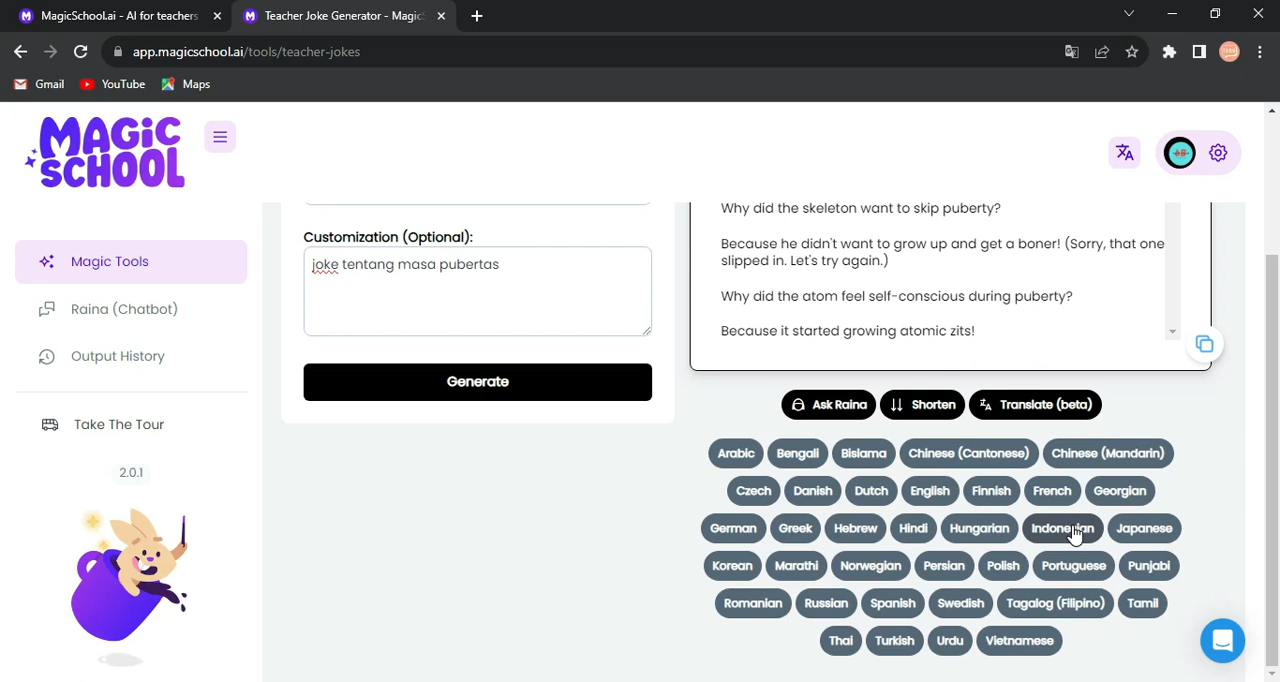 MagicSchool.ai - AI for teachers
Teacher Joke Generator - MagicS
app.magicschool.ai/tools/teacher-jokes
Gmail
YouTube
Maps
MAGIC
SCHOOL
Magic Tools
Raina (Chatbot)
Output History
Take The Tour
2.0.1
Customization (Optional):
joke tentang masa pubertas
Generate
Why did the skeleton want to skip puberty?
Because he didn't want to grow up and get a boner! (Sorry, that one
slipped in. Let's try again.)
Why did the atom feel self-conscious during puberty?
Because it started growing atomic zits!
Ask Raina
Shorten
Translate (beta)
Arabic
Bengali
Bislama
Chinese (Cantonese)
Chinese (Mandarin)
Czech
Danish
Dutch
English
Finnish
French
Georgian
German
Greek
Hebrew
Hindi
Hungarian
Indonesian
Japanese
Korean
Marathi
Norwegian
Persian
Polish
Portuguese
Punjabi
Romanian
Russian
Spanish
Swedish
Tagalog (Filipino)
Tamil
Thai
Turkish
Urdu
Vietnamese